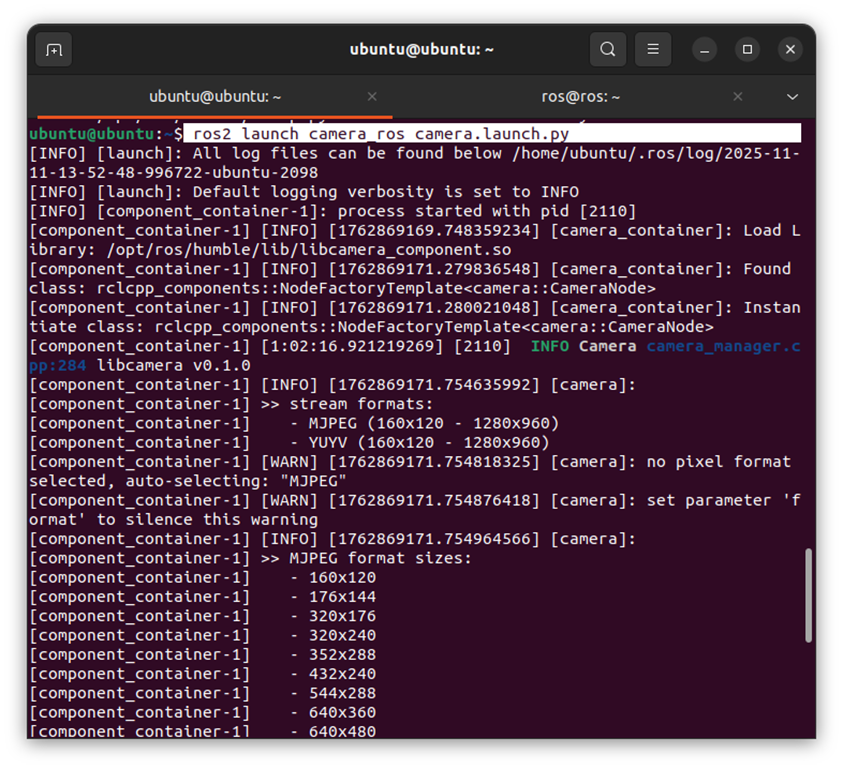 ubuntu@ubuntu: ~
ubuntu@ubuntu: ~
ros@ros: ~
ubuntu@ubuntu:~$ ros2 launch camera_ros camera.launch.py
[INFO] [launch]: All log files can be found below /home/ubuntu/.ros/log/2025-11-
11-13-52-48-996722-ubuntu-2098
[INFO] [launch]: Default logging verbosity is set to INFO
[INFO] [component_container-1]: process started with pid [2110]
[component_container-1] [INFO] [1762869169.748359234] [camera_container]: Load L
ibrary: /opt/ros/humble/lib/libcamera_component.so
[component_container-1] [INFO] [1762869171.279836548] [camera_container]: Found
class: rclcpp_components::NodeFactoryTemplate<camera::CameraNode>
[component_container-1] [INFO] [1762869171.280021048] [camera_container]: Instan
tiate class: rclcpp_components::NodeFactoryTemplate<camera::CameraNode>
[component_container-1] [1:02:16.921219269] [2110]  INFO Camera camera_manager.c
pp:284 libcamera v0.1.0
[component_container-1] [INFO] [1762869171.754635992] [camera]:
[component_container-1] >> stream formats:
[component_container-1]    - MJPEG (160x120 - 1280x960)
[component_container-1]    - YUYV (160x120 - 1280x960)
[component_container-1] [WARN] [1762869171.754818325] [camera]: no pixel format
selected, auto-selecting: "MJPEG"
[component_container-1] [WARN] [1762869171.754876418] [camera]: set parameter 'f
ormat' to silence this warning
[component_container-1] [INFO] [1762869171.754964566] [camera]:
[component_container-1] >> MJPEG format sizes:
[component_container-1]    - 160x120
[component_container-1]    - 176x144
[component_container-1]    - 320x176
[component_container-1]    - 320x240
[component_container-1]    - 352x288
[component_container-1]    - 432x240
[component_container-1]    - 544x288
[component_container-1]    - 640x360
[component_container-1]    - 640x480